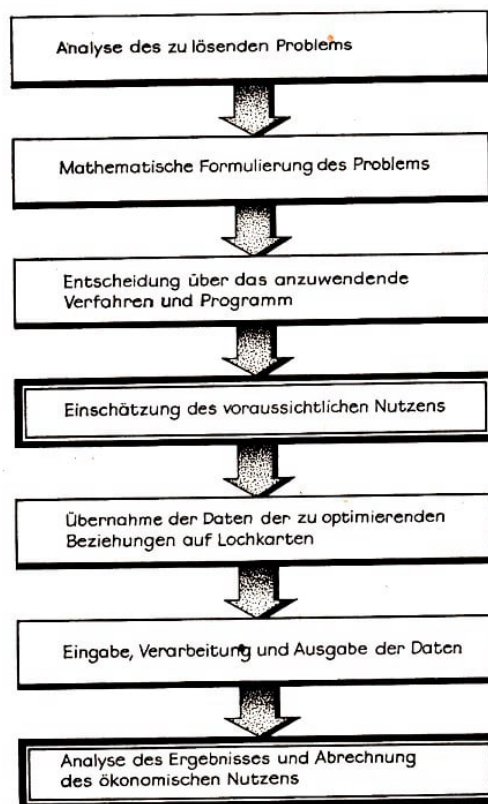 Analyse des zu lösenden Problems
Mathematische Formulierung des Problems
Entscheidung über das anzuwendende
Verfahren und Programm
Einschätzung des voraussichtlichen Nutzens
Übernahme der Daten der zu optimierenden
Beziehungen auf Lochkarten
Eingabe, Verarbeitung und Ausgabe der Daten
Analyse des Ergebnisses und Abrechnung
des ökonomischen Nutzens